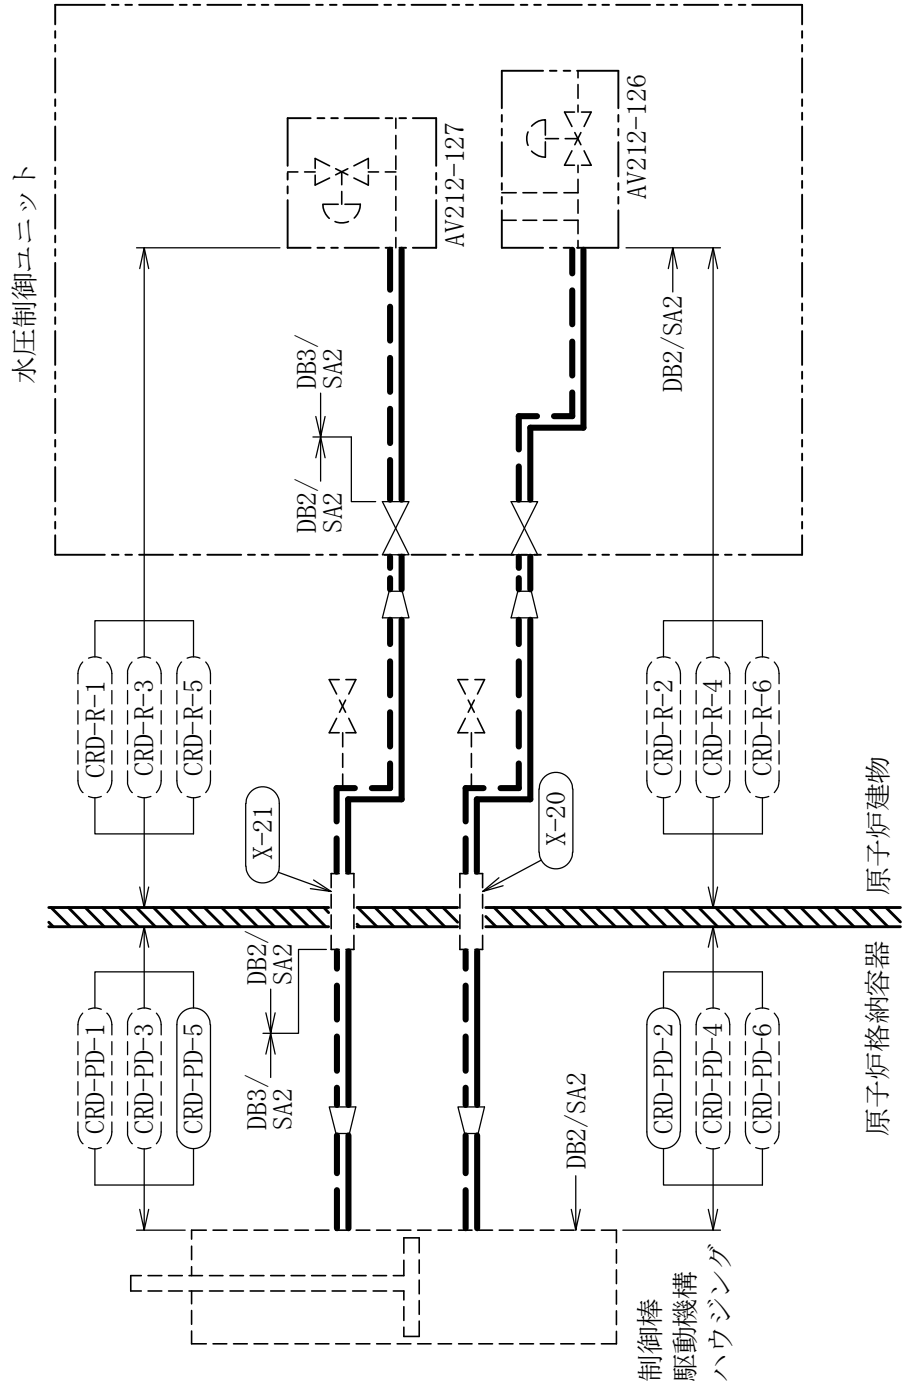 水圧制御ユニット
AV212-127
AV212-126
DB3/
SA2
DB2/
SA2
DB2/SA2
CRD-R-1
CRD-R-3
CRD-R-5
CRD-R-2
CRD-R-4
CRD-R-6
X-21
X-20
原子炉建物
原子炉格納容器
DB2/
SA2
DB3/
SA2
CRD-PD-1
CRD-PD-3
CRD-PD-5
CRD-PD-2
CRD-PD-4
CRD-PD-6
DB2/SA2
制御棒
駆動機構
ハウジング